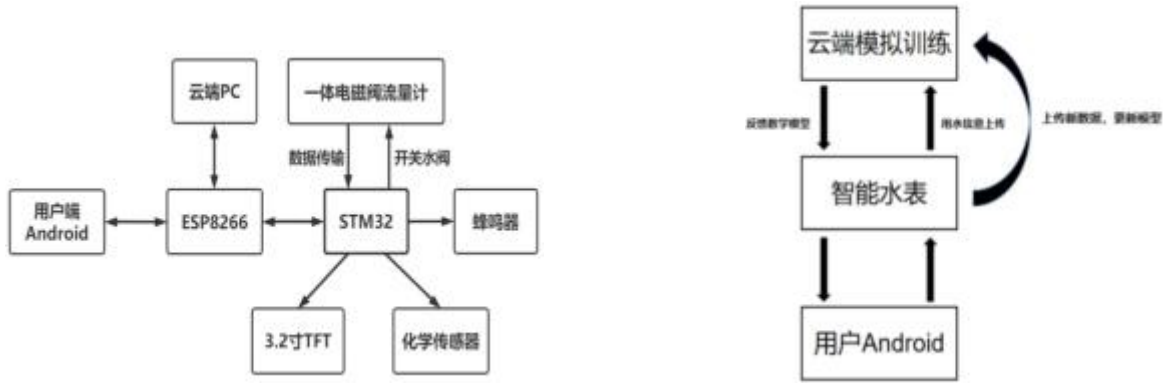 云端PC
一体电磁阀流量计
数据传输
开关水阀
用户端
Android
ESP8266
STM32
蜂鸣器
3.2寸TFT
化学传感器
云端模拟训练
反馈数学模型
用水信息上传
上传新数据，更新模型
智能水表
用户Android